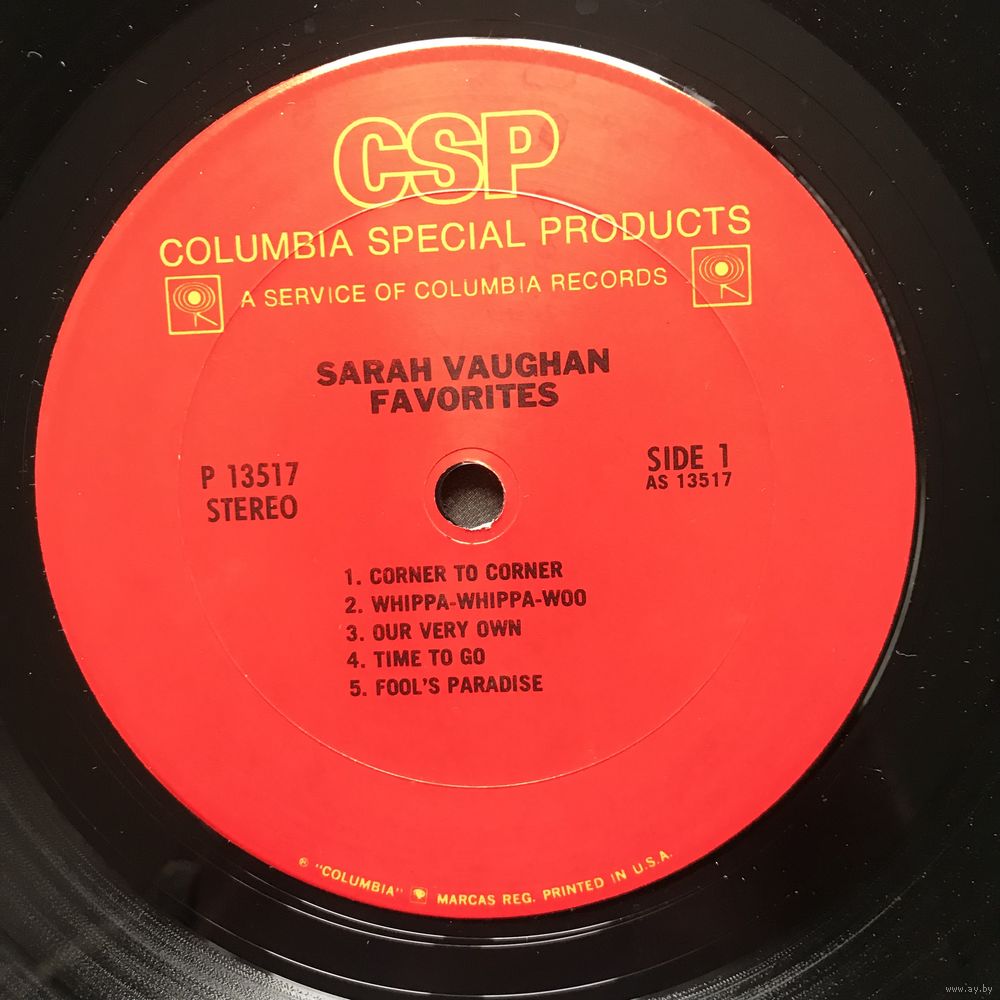 CSP
COLUMBIA SPECIAL PRODUCTS
A SERVICE OF COLUMBIA RECORDS
SARAH VAUGHAN
FAVORITES
P 13517
STEREO
SIDE 1
AS 13517
1. CORNER TO CORNER
2. WHIPPA-WHIPPA-WOO
3. OUR VERY OWN
4. TIME TO GO
5. FOOL'S PARADISE
® "COLUMBIA" MARCAS REG. PRINTED IN U.S.A.
www.ay.by